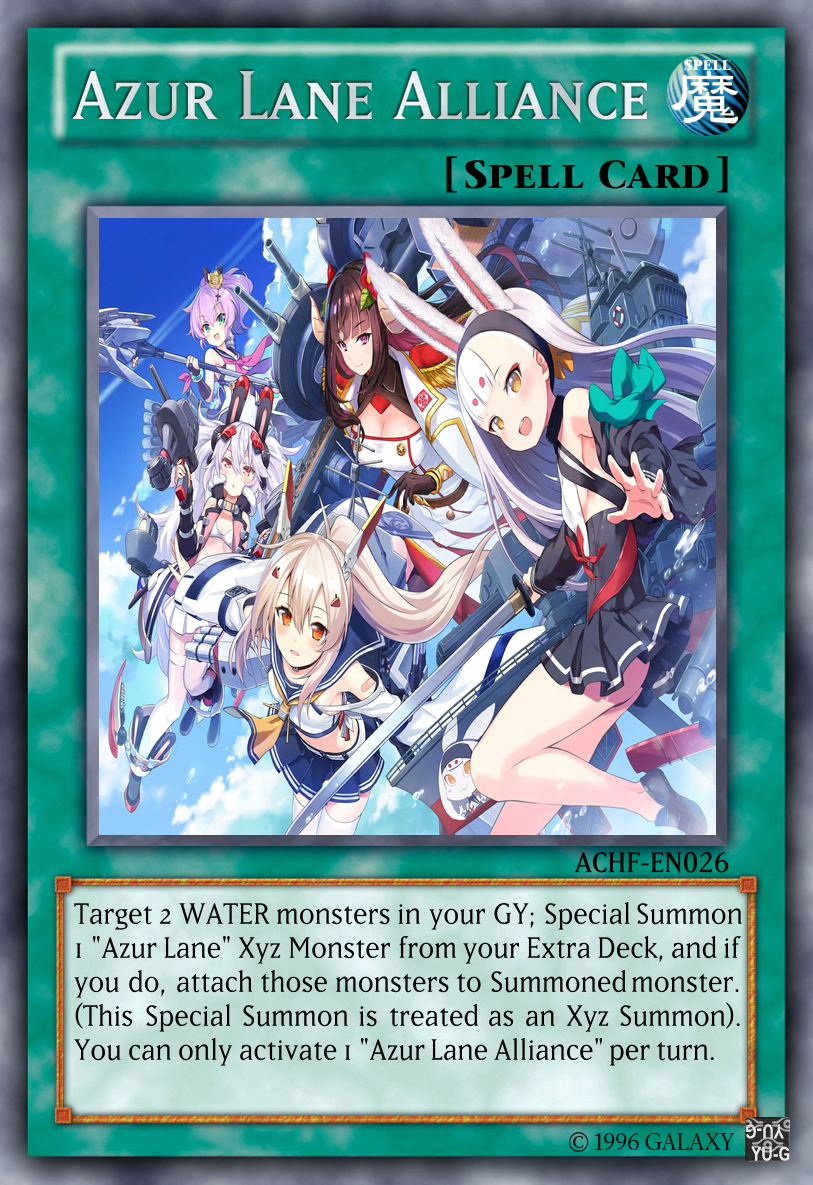 AZUR LANE ALLIANCE
SPELL
魔
[SPELL CARD]
ACHF-EN026
Target 2 WATER monsters in your GY; Special Summon
1 "Azur Lane" Xyz Monster from your Extra Deck, and if
you do, attach those monsters to Summoned monster.
(This Special Summon is treated as an Xyz Summon).
You can only activate 1 "Azur Lane Alliance" per turn.
© 1996 GALAXY
YU-G
YU-G